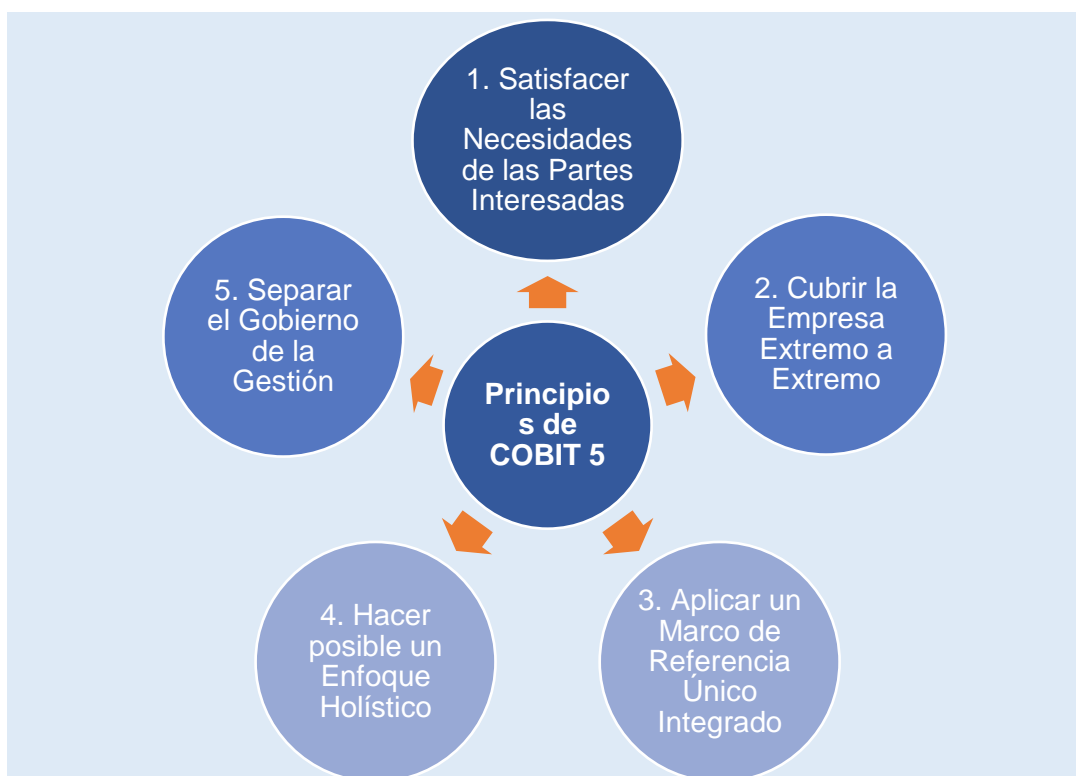 1. Satisfacer
las
Necesidades
de las Partes
Interesadas
5. Separar
el Gobierno
de la
Gestión
2. Cubrir la
Empresa
Extremo a
Extremo
Principio
s de
COBIT 5
4. Hacer
posible un
Enfoque
Holístico
3. Aplicar un
Marco de
Referencia
Único
Integrado